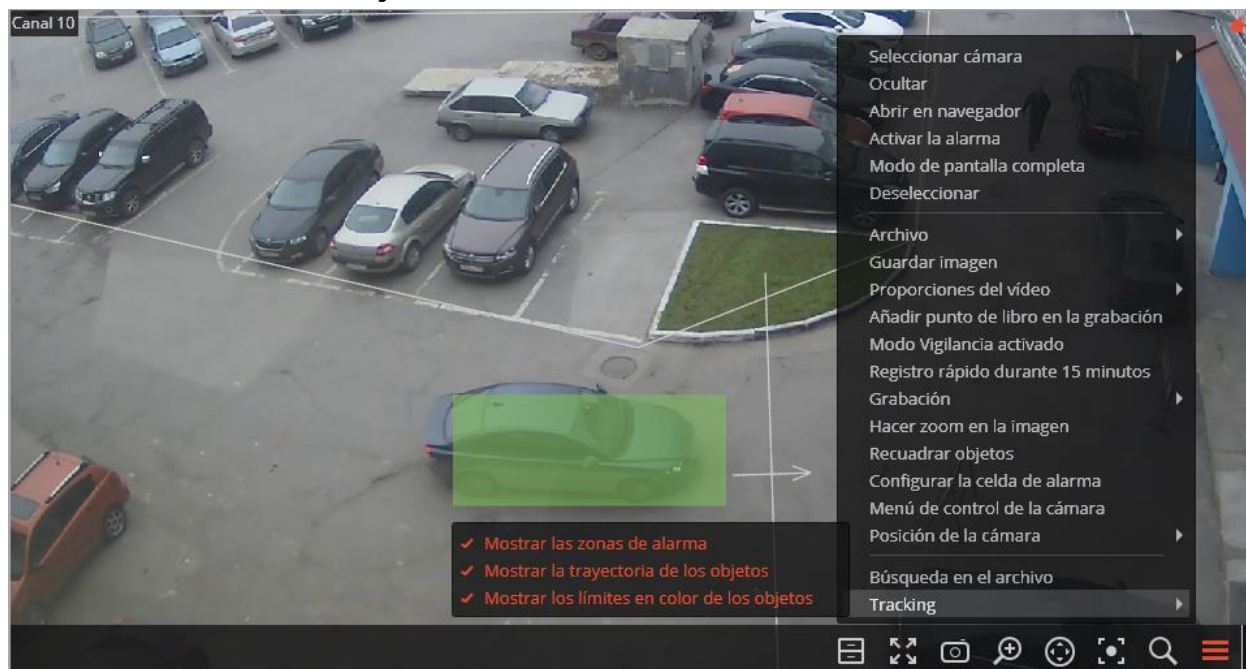 Canal 10
Seleccionar cámara
Ocultar
Abrir en navegador
Activar la alarma
Modo de pantalla completa
Deseleccionar
Archivo
Guardar imagen
Proporciones del vídeo
Añadir punto de libro en la grabación
Modo Vigilancia activado
Registro rápido durante 15 minutos
Grabación
Hacer zoom en la imagen
Recuadrar objetos
Configurar la celda de alarma
Menú de control de la cámara
Posición de la cámara
Búsqueda en el archivo
Tracking
Mostrar las zonas de alarma
Mostrar la trayectoria de los objetos
Mostrar los límites en color de los objetos